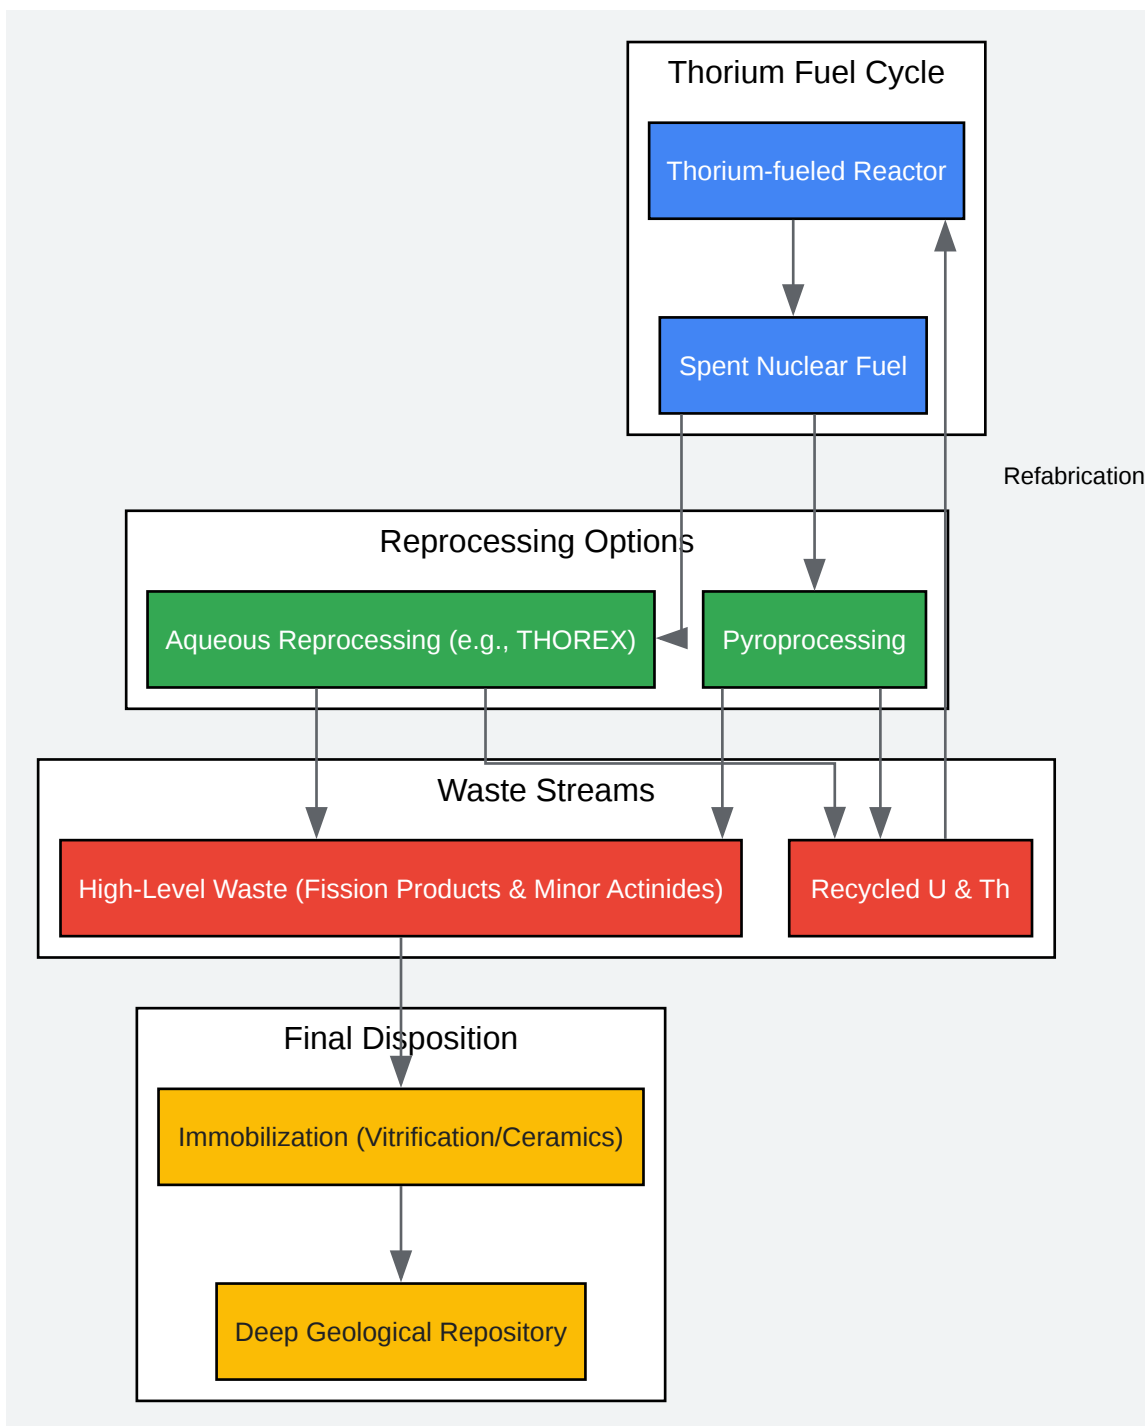 Thorium Fuel Cycle
Thorium-fueled Reactor
Spent Nuclear Fuel
Refabrication
Reprocessing Options
Aqueous Reprocessing (e.g., THOREX)
Pyroprocessing
Waste Streams
High-Level Waste (Fission Products & Minor Actinides)
Recycled U & Th
Final Disposition
Immobilization (Vitrification/Ceramics)
Deep Geological Repository